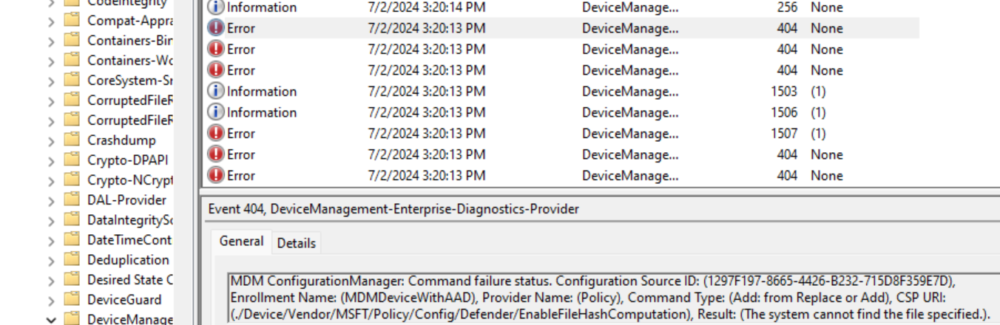 CodeIntegrity
Compat-Appra
Containers-Bin
Containers-Wc
CoreSystem-Sr
CorruptedFileR
CorruptedFileR
Crashdump
Crypto-DPAPI
Crypto-NCrypt
DAL-Provider
DataIntegritySc
DateTimeCont
Deduplication
Desired State C
DeviceGuard
DeviceManage
Information 7/2/2024 3:20:14 PM DeviceManage... 256 None
Error 7/2/2024 3:20:13 PM DeviceManage... 404 None
Error 7/2/2024 3:20:13 PM DeviceManage... 404 None
Error 7/2/2024 3:20:13 PM DeviceManage... 404 None
Information 7/2/2024 3:20:13 PM DeviceManage... 1503 (1)
Information 7/2/2024 3:20:13 PM DeviceManage... 1506 (1)
Error 7/2/2024 3:20:13 PM DeviceManage... 1507 (1)
Error 7/2/2024 3:20:13 PM DeviceManage... 404 None
Error 7/2/2024 3:20:13 PM DeviceManage... 404 None
Event 404, DeviceManagement-Enterprise-Diagnostics-Provider
General Details
MDM ConfigurationManager: Command failure status. Configuration Source ID: (1297F197-8665-4426-B232-715D8F359E7D),
Enrollment Name: (MDMDeviceWithAAD), Provider Name: (Policy), Command Type: (Add: from Replace or Add), CSP URI:
(./Device/Vendor/MSFT/Policy/Config/Defender/EnableFileHashComputation), Result: (The system cannot find the file specified.).